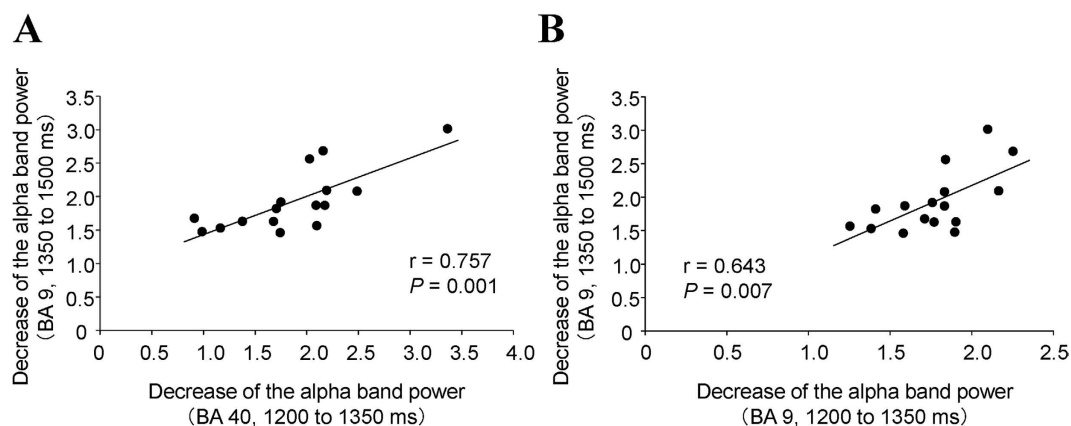 A
Decrease of the alpha band power
(BA 9, 1350 to 1500 ms)
3.5
3.0
2.5
2.0
1.5
1.0
0.5
0
0 0.5 1.0 1.5 2.0 2.5 3.0 3.5 4.0
r = 0.757
P = 0.001
Decrease of the alpha band power
(BA 40, 1200 to 1350 ms)
B
Decrease of the alpha band power
(BA 9, 1350 to 1500 ms)
3.5
3.0
2.5
2.0
1.5
1.0
0.5
0
0 0.5 1.0 1.5 2.0 2.5
r = 0.643
P = 0.007
Decrease of the alpha band power
(BA 9, 1200 to 1350 ms)